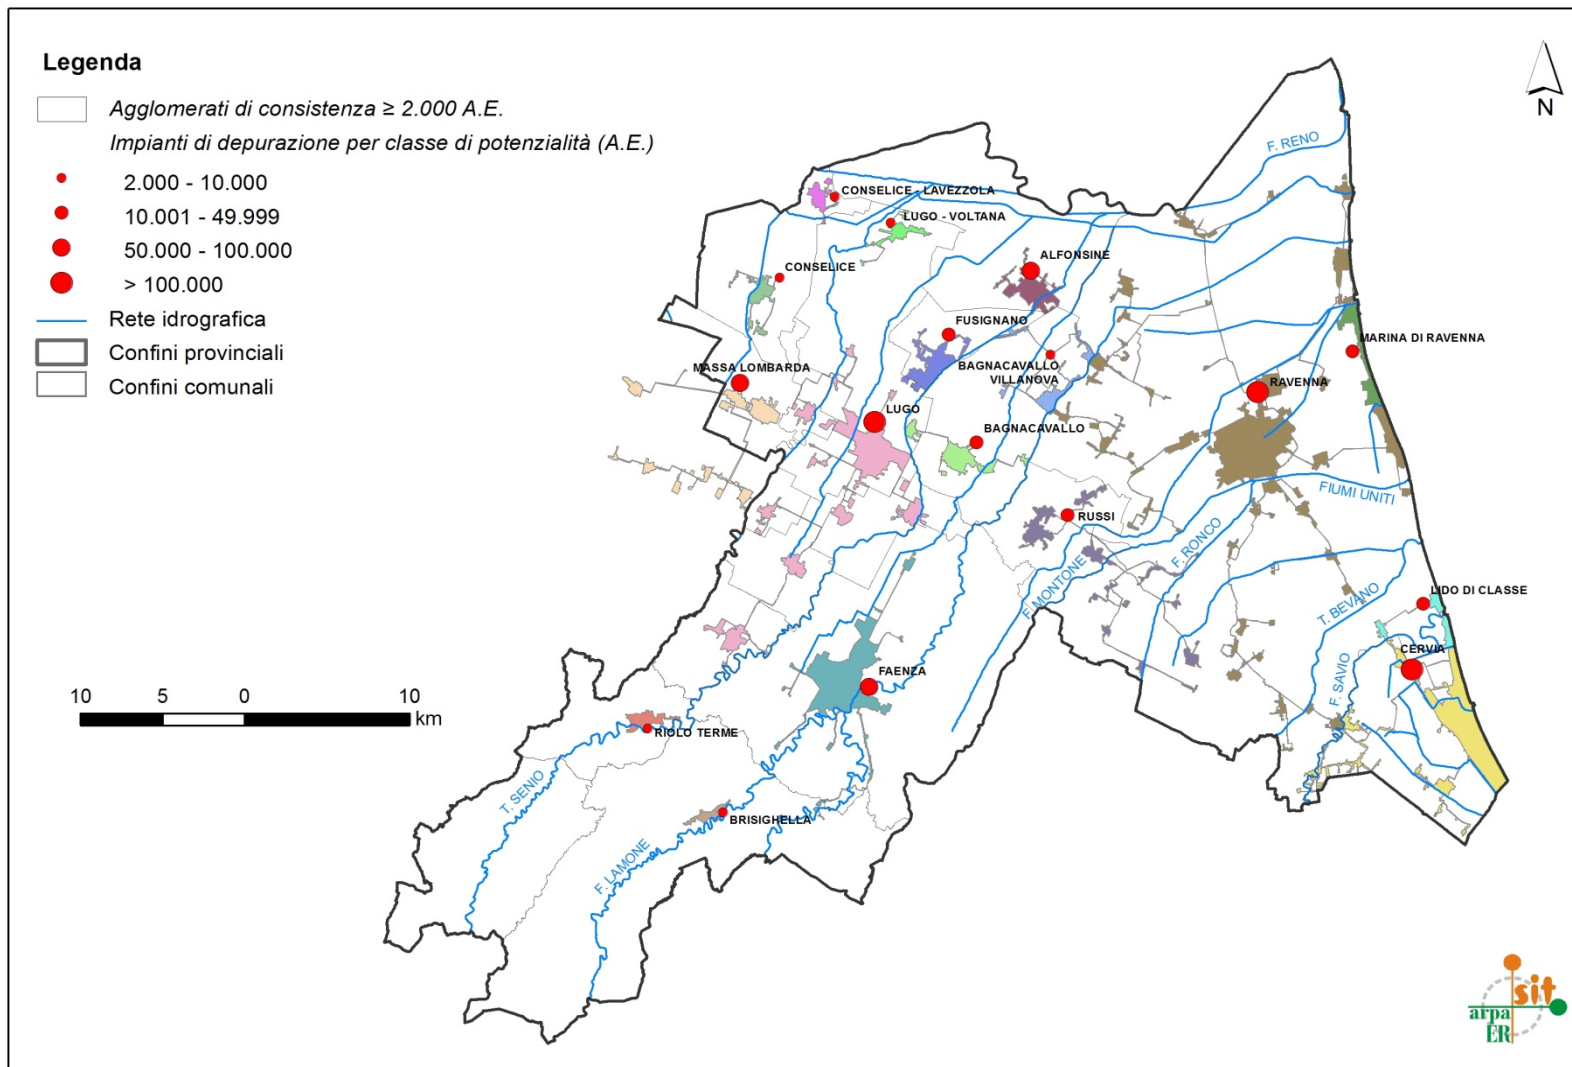 Legenda
Agglomerati di consistenza ≥ 2.000 A.E.
Impianti di depurazione per classe di potenzialità (A.E.)
2.000 - 10.000
10.001 - 49.999
50.000 - 100.000
> 100.000
Rete idrografica
Confini provinciali
Confini comunali
N
F. RENO
CONSELICE - LAVEZZOLA
LUGO - VOLTANA
ALFONSINE
CONSELICE
FUSIGNANO
MARINA DI RAVENNA
BAGNACAVALLO
VILLANOVA
MASSA LOMBARDA
RAVENNA
LUGO
BAGNACAVALLO
FIUMI UNITI
RUSSI
F. RONCO
F. MONTONE
T. BEVANO
LIDO DI CLASSE
CERVIA
F. SAVIO
FAENZA
10 5 0 10
km
RIOLO TERME
T. SENIO
BRISIGHELLA
F. LAMONE
sit
arpa
ER